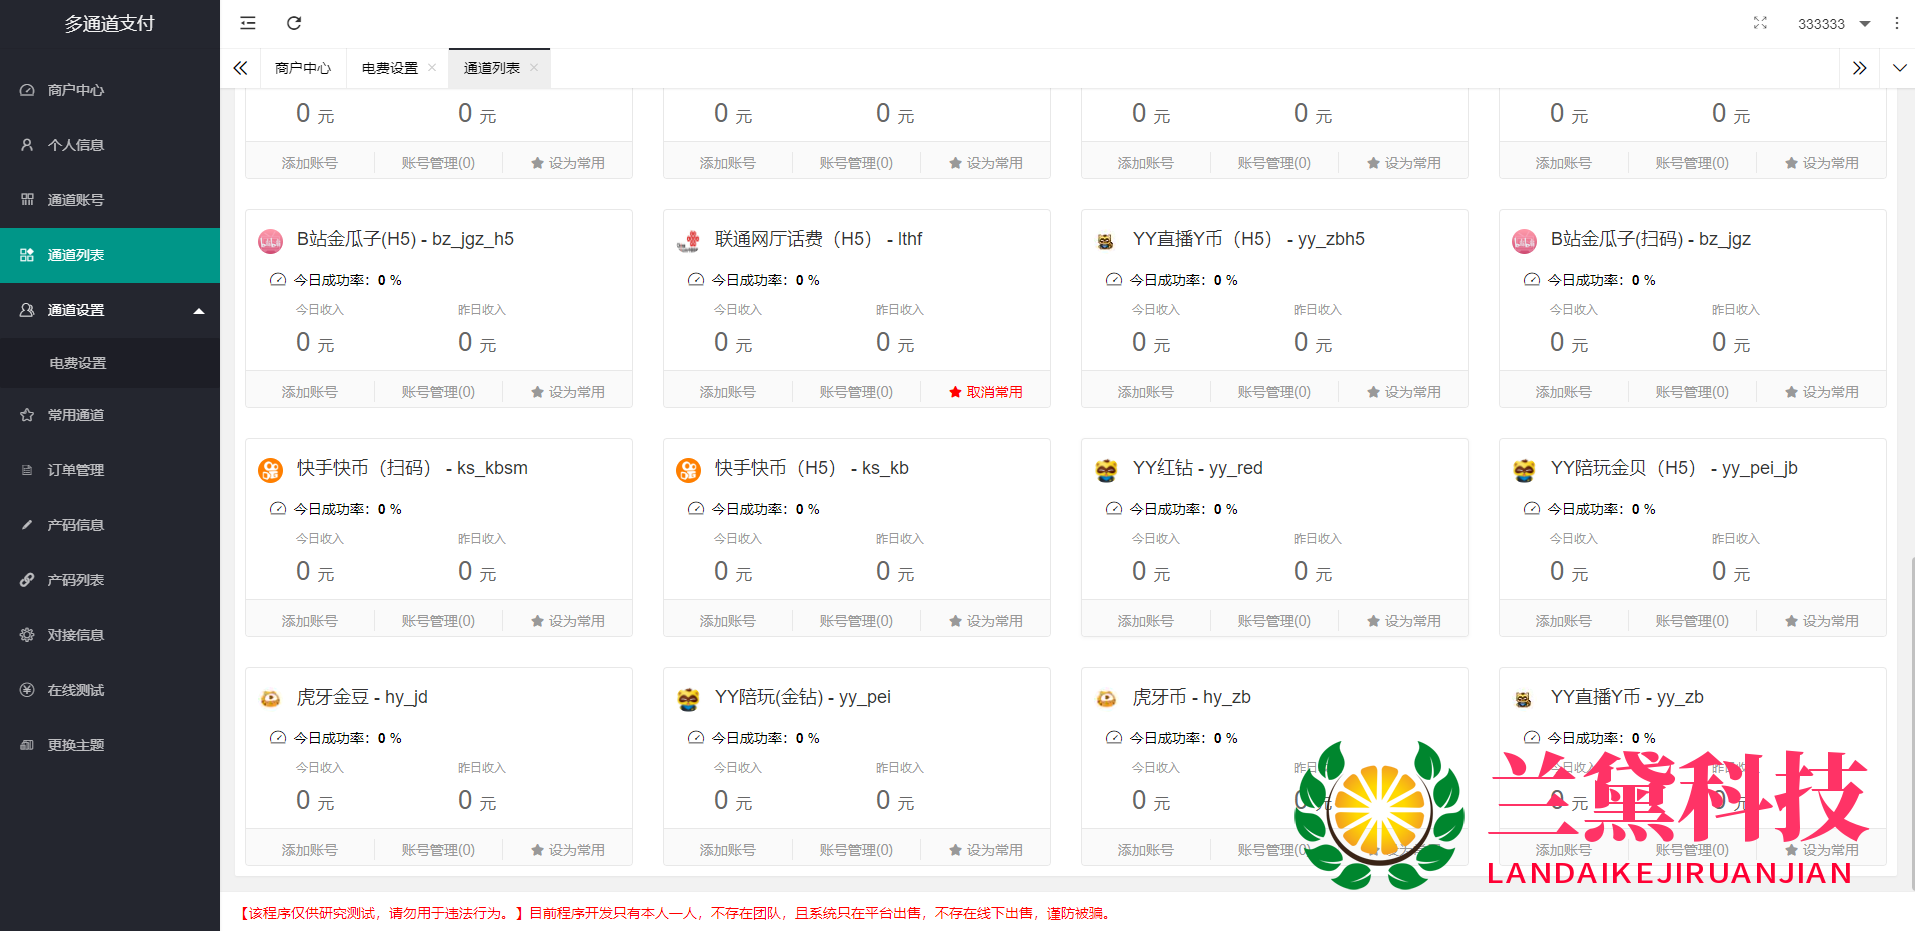 多通道支付
333333
商户中心
电费设置
通道列表
商户中心
个人信息
通道账号
通道列表
通道设置
电费设置
常用通道
订单管理
产码信息
产码列表
对接信息
在线测试
更换主题
0 元 0 元 0 元 0 元 0 元 0 元 0 元 0 元
添加账号 账号管理(0) 设为常用 添加账号 账号管理(0) 设为常用 添加账号 账号管理(0) 设为常用 添加账号 账号管理(0) 设为常用
B站金瓜子(H5) - bz_jgz_h5
今日成功率：0 %
今日收入 昨日收入
0 元 0 元
添加账号 账号管理(0) 设为常用
联通网厅话费（H5） - lthf
今日成功率：0 %
今日收入 昨日收入
0 元 0 元
添加账号 账号管理(0) 取消常用
YY直播Y币（H5） - yy_zbh5
今日成功率：0 %
今日收入 昨日收入
0 元 0 元
添加账号 账号管理(0) 设为常用
B站金瓜子(扫码) - bz_jgz
今日成功率：0 %
今日收入 昨日收入
0 元 0 元
添加账号 账号管理(0) 设为常用
快手快币（扫码） - ks_kbsm
今日成功率：0 %
今日收入 昨日收入
0 元 0 元
添加账号 账号管理(0) 设为常用
快手快币（H5） - ks_kb
今日成功率：0 %
今日收入 昨日收入
0 元 0 元
添加账号 账号管理(0) 设为常用
YY红钻 - yy_red
今日成功率：0 %
今日收入 昨日收入
0 元 0 元
添加账号 账号管理(0) 设为常用
YY陪玩金贝（H5） - yy_pei_jb
今日成功率：0 %
今日收入 昨日收入
0 元 0 元
添加账号 账号管理(0) 设为常用
虎牙金豆 - hy_jd
今日成功率：0 %
今日收入 昨日收入
0 元 0 元
添加账号 账号管理(0) 设为常用
YY陪玩(金钻) - yy_pei
今日成功率：0 %
今日收入 昨日收入
0 元 0 元
添加账号 账号管理(0) 设为常用
虎牙币 - hy_zb
今日成功率：0 %
今日收入 昨日
0 元 0 元
添加账号 账号管理(0) 设为常用
YY直播Y币 - yy_zb
今日成功率：0 %
今日收入 昨日收入
0 元 0 元
添加账号 账号管理(0) 设为常用
兰黛科技
LANDAIKEJIRUANJIAN
【该程序仅供研究测试，请勿用于违法行为。】目前程序开发只有本人一人，不存在团队，且系统只在平台出售，不存在线下出售，谨防被骗。